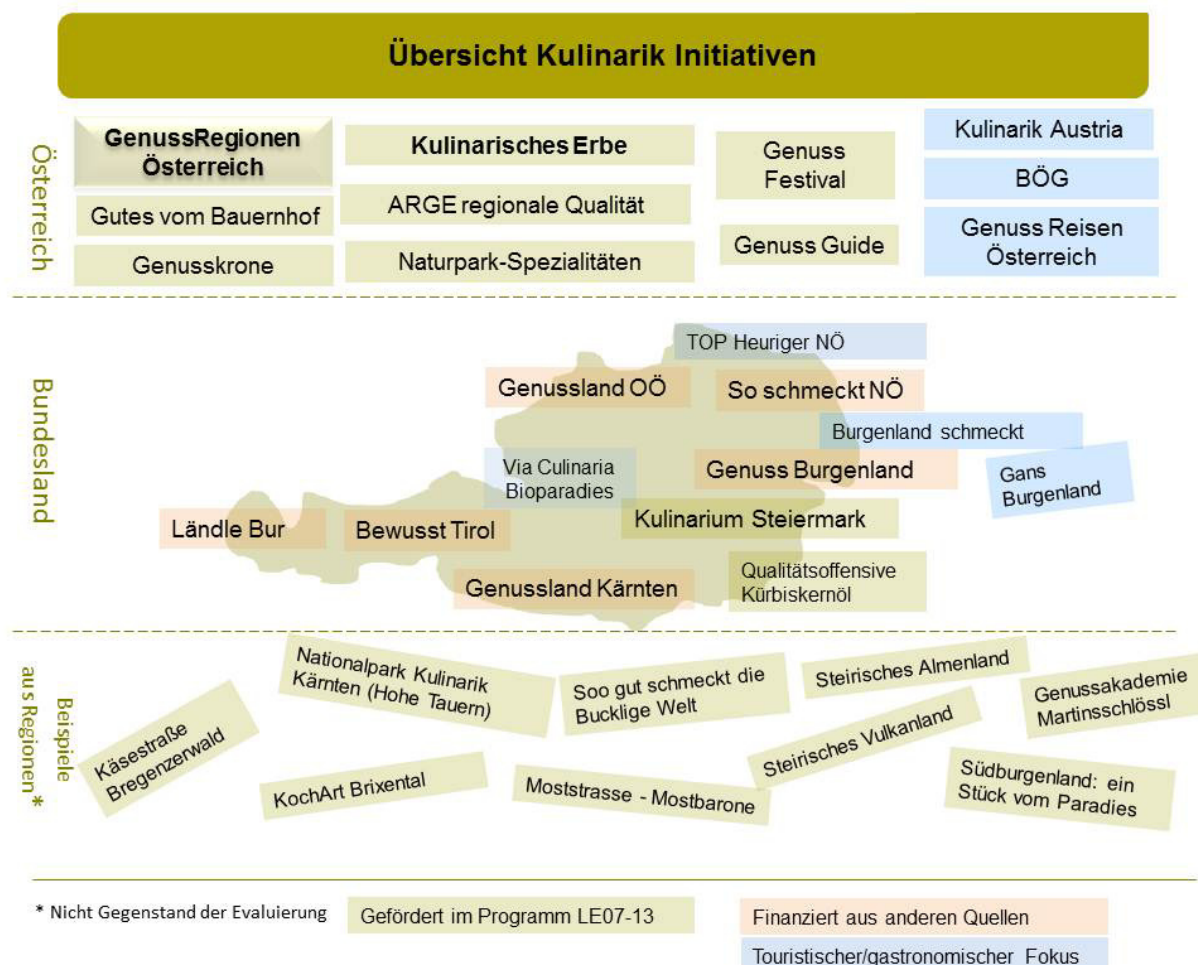 Übersicht Kulinarik Initiativen
Österreich
GenussRegionen
Österreich
Gutes vom Bauernhof
Genusskrone
Kulinarisches Erbe
ARGE regionale Qualität
Naturpark-Spezialitäten
Genuss
Festival
Genuss Guide
Kulinarik Austria
BÖG
Genuss Reisen
Österreich
Bundesland
TOP Heuriger NÖ
Genussland OÖ
So schmeckt NÖ
Burgenland schmeckt
Via Culinaria
Bioparadies
Genuss Burgenland
Gans
Burgenland
Ländle Bur
Bewusst Tirol
Kulinarium Steiermark
Genussland Kärnten
Qualitätsoffensive
Kürbiskernöl
Beispiele
aus Regionen*
Käsestraße
Bregenzerwald
Nationalpark Kulinarik
Kärnten (Hohe Tauern)
KochArt Brixental
Soo gut schmeckt die
Bucklige Welt
Moststrasse - Mostbarone
Steirisches Almenland
Steirisches Vulkanland
Genussakademie
Martinsschlössl
Südburgenland: ein
Stück vom Paradies
* Nicht Gegenstand der Evaluierung
Gefördert im Programm LE07-13
Finanziert aus anderen Quellen
Touristischer/gastronomischer Fokus